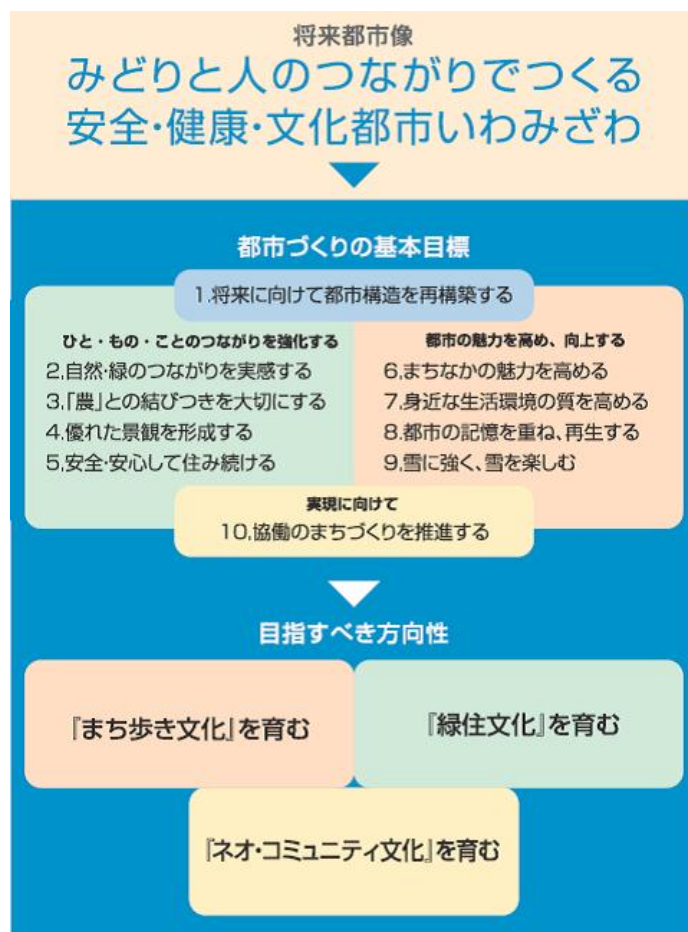 将来都市像
みどりと人のつながりでつくる
安全・健康・文化都市いわみざわ
都市づくりの基本目標
1.将来に向けて都市構造を再構築する
ひと・もの・ことのつながりを強化する
2.自然・緑のつながりを実感する
3.「農」との結びつきを大切にする
4.優れた景観を形成する
5.安全・安心して住み続ける
都市の魅力を高め、向上する
6.まちなかの魅力を高める
7.身近な生活環境の質を高める
8.都市の記憶を重ね、再生する
9.雪に強く、雪を楽しむ
実現に向けて
10.協働のまちづくりを推進する
目指すべき方向性
『まち歩き文化』を育む
『緑住文化』を育む
『ネオ・コミュニティ文化』を育む